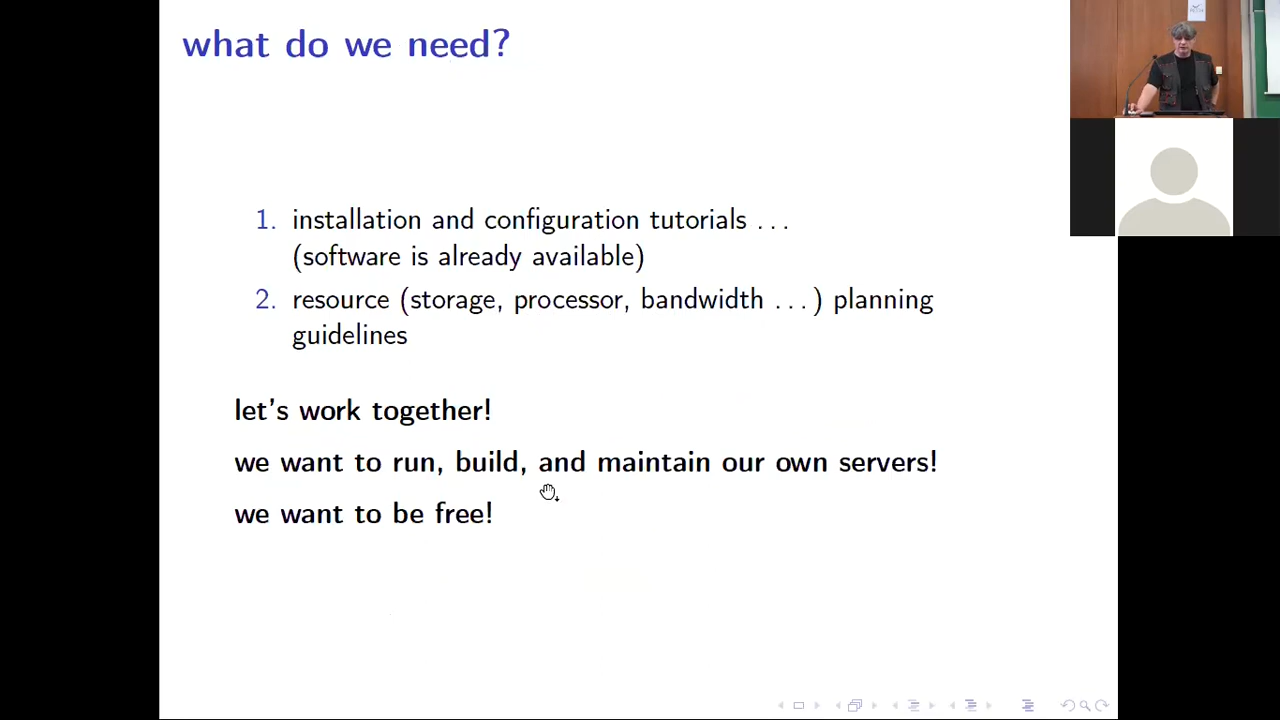 what do we need?
1. installation and configuration tutorials ...
(software is already available)
2. resource (storage, processor, bandwidth ...) planning
guidelines
let's work together!
we want to run, build, and maintain our own servers!
we want to be free!